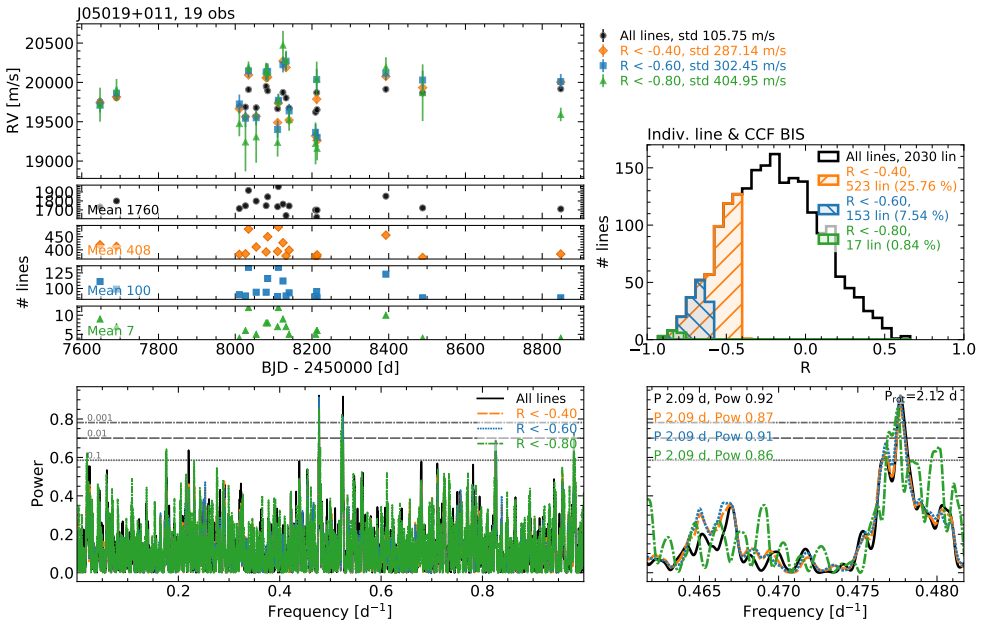 J05019+011, 19 obs
20500
20000
19500
19000
RV [m/s]
All lines, std 105.75 m/s
R < -0.40, std 287.14 m/s
R < -0.60, std 302.45 m/s
R < -0.80, std 404.95 m/s
1900
1800
1700
Mean 1760
450
400
Mean 408
125
100
Mean 100
10
5
Mean 7
# lines
7600
7800
8000
8200
8400
8600
8800
BJD - 2450000 [d]
Indiv. line & CCF BIS
All lines, 2030 lin
R < -0.40,
523 lin (25.76 %)
R < -0.60,
153 lin (7.54 %)
R < -0.80,
17 lin (0.84 %)
150
100
50
0
# lines
−1.0
−0.5
0.0
0.5
1.0
R
All lines
R < -0.40
R < -0.60
R < -0.80
0.001
0.01
0.1
0.8
0.6
0.4
0.2
0.0
Power
0.2
0.4
0.6
0.8
Frequency [d⁻¹]
P 2.09 d, Pow 0.92
P 2.09 d, Pow 0.87
P 2.09 d, Pow 0.91
P 2.09 d, Pow 0.86
P_rot=2.12 d
0.465
0.470
0.475
0.480
Frequency [d⁻¹]